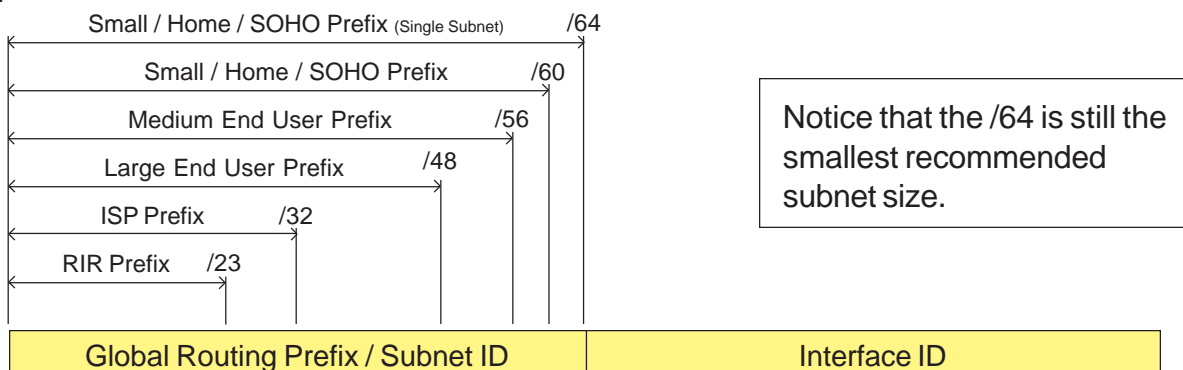 Small / Home / SOHO Prefix (Single Subnet) /64
Small / Home / SOHO Prefix /60
Medium End User Prefix /56
Large End User Prefix /48
ISP Prefix /32
RIR Prefix /23
Notice that the /64 is still the
smallest recommended
subnet size.
Global Routing Prefix / Subnet ID
Interface ID